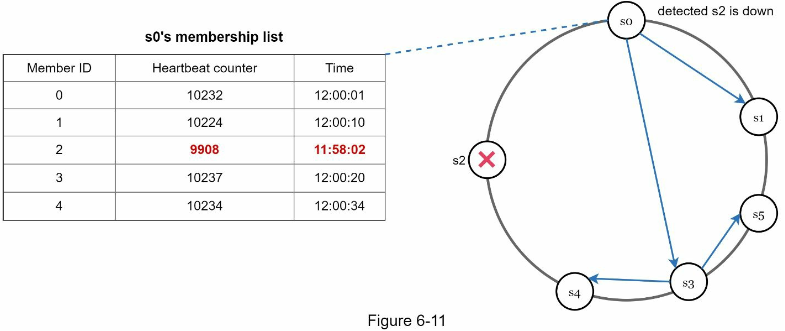 s0's membership list
Member ID Heartbeat counter Time
0 10232 12:00:01
1 10224 12:00:10
2 9908 11:58:02
3 10237 12:00:20
4 10234 12:00:34
s0 detected s2 is down
s1
s2
s5
s3
s4
Figure 6-11